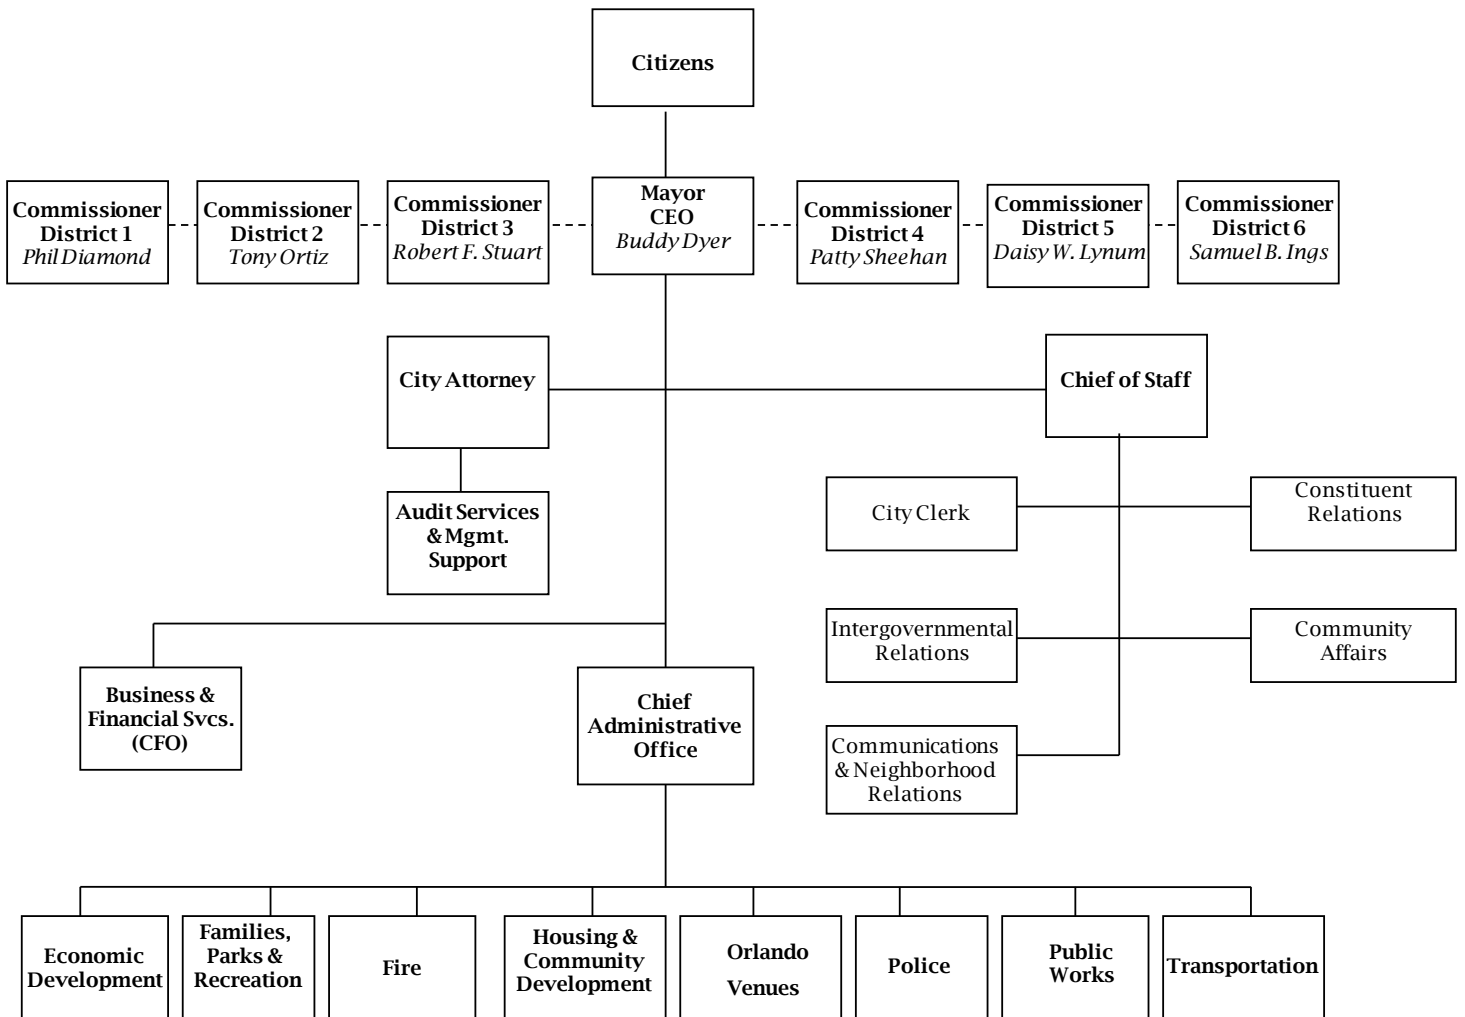 Citizens
Commissioner
District 1
Phil Diamond
Commissioner
District 2
Tony Ortiz
Commissioner
District 3
Robert F. Stuart
Mayor
CEO
Buddy Dyer
Commissioner
District 4
Patty Sheehan
Commissioner
District 5
Daisy W. Lynum
Commissioner
District 6
Samuel B. Ings
City Attorney
Chief of Staff
Audit Services
& Mgmt.
Support
City Clerk
Constituent
Relations
Intergovernmental
Relations
Community
Affairs
Business &
Financial Svcs.
(CFO)
Chief
Administrative
Office
Communications
& Neighborhood
Relations
Economic
Development
Families,
Parks &
Recreation
Fire
Housing &
Community
Development
Orlando
Venues
Police
Public
Works
Transportation